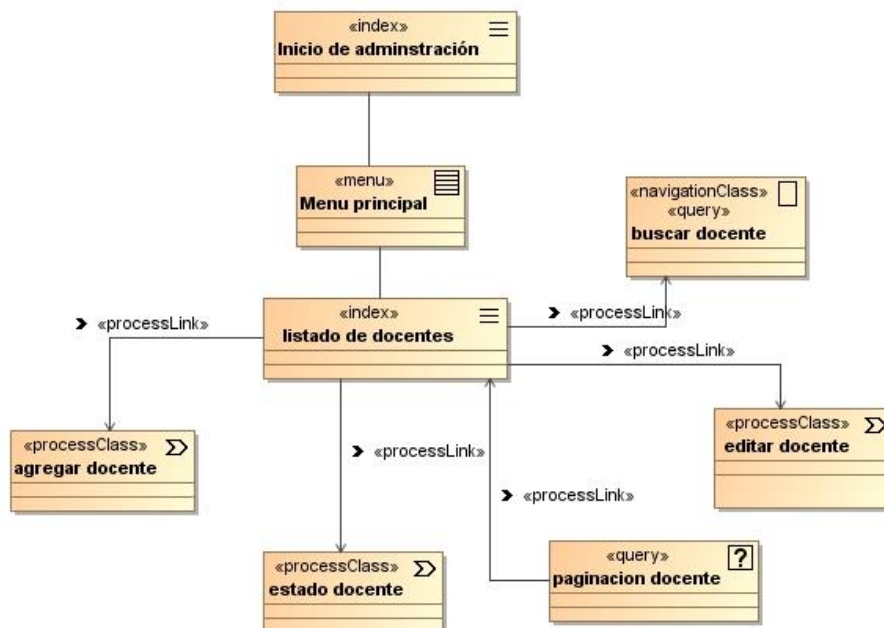 «index»
Inicio de adminstración
«menu»
Menu principal
«navigationClass»
«query»
buscar docente
«index»
listado de docentes
«processLink»
«processLink»
«processLink»
«processClass»
agregar docente
«processClass»
editar docente
«processLink»
«processLink»
«processClass»
estado docente
«query»
?
paginacion docente